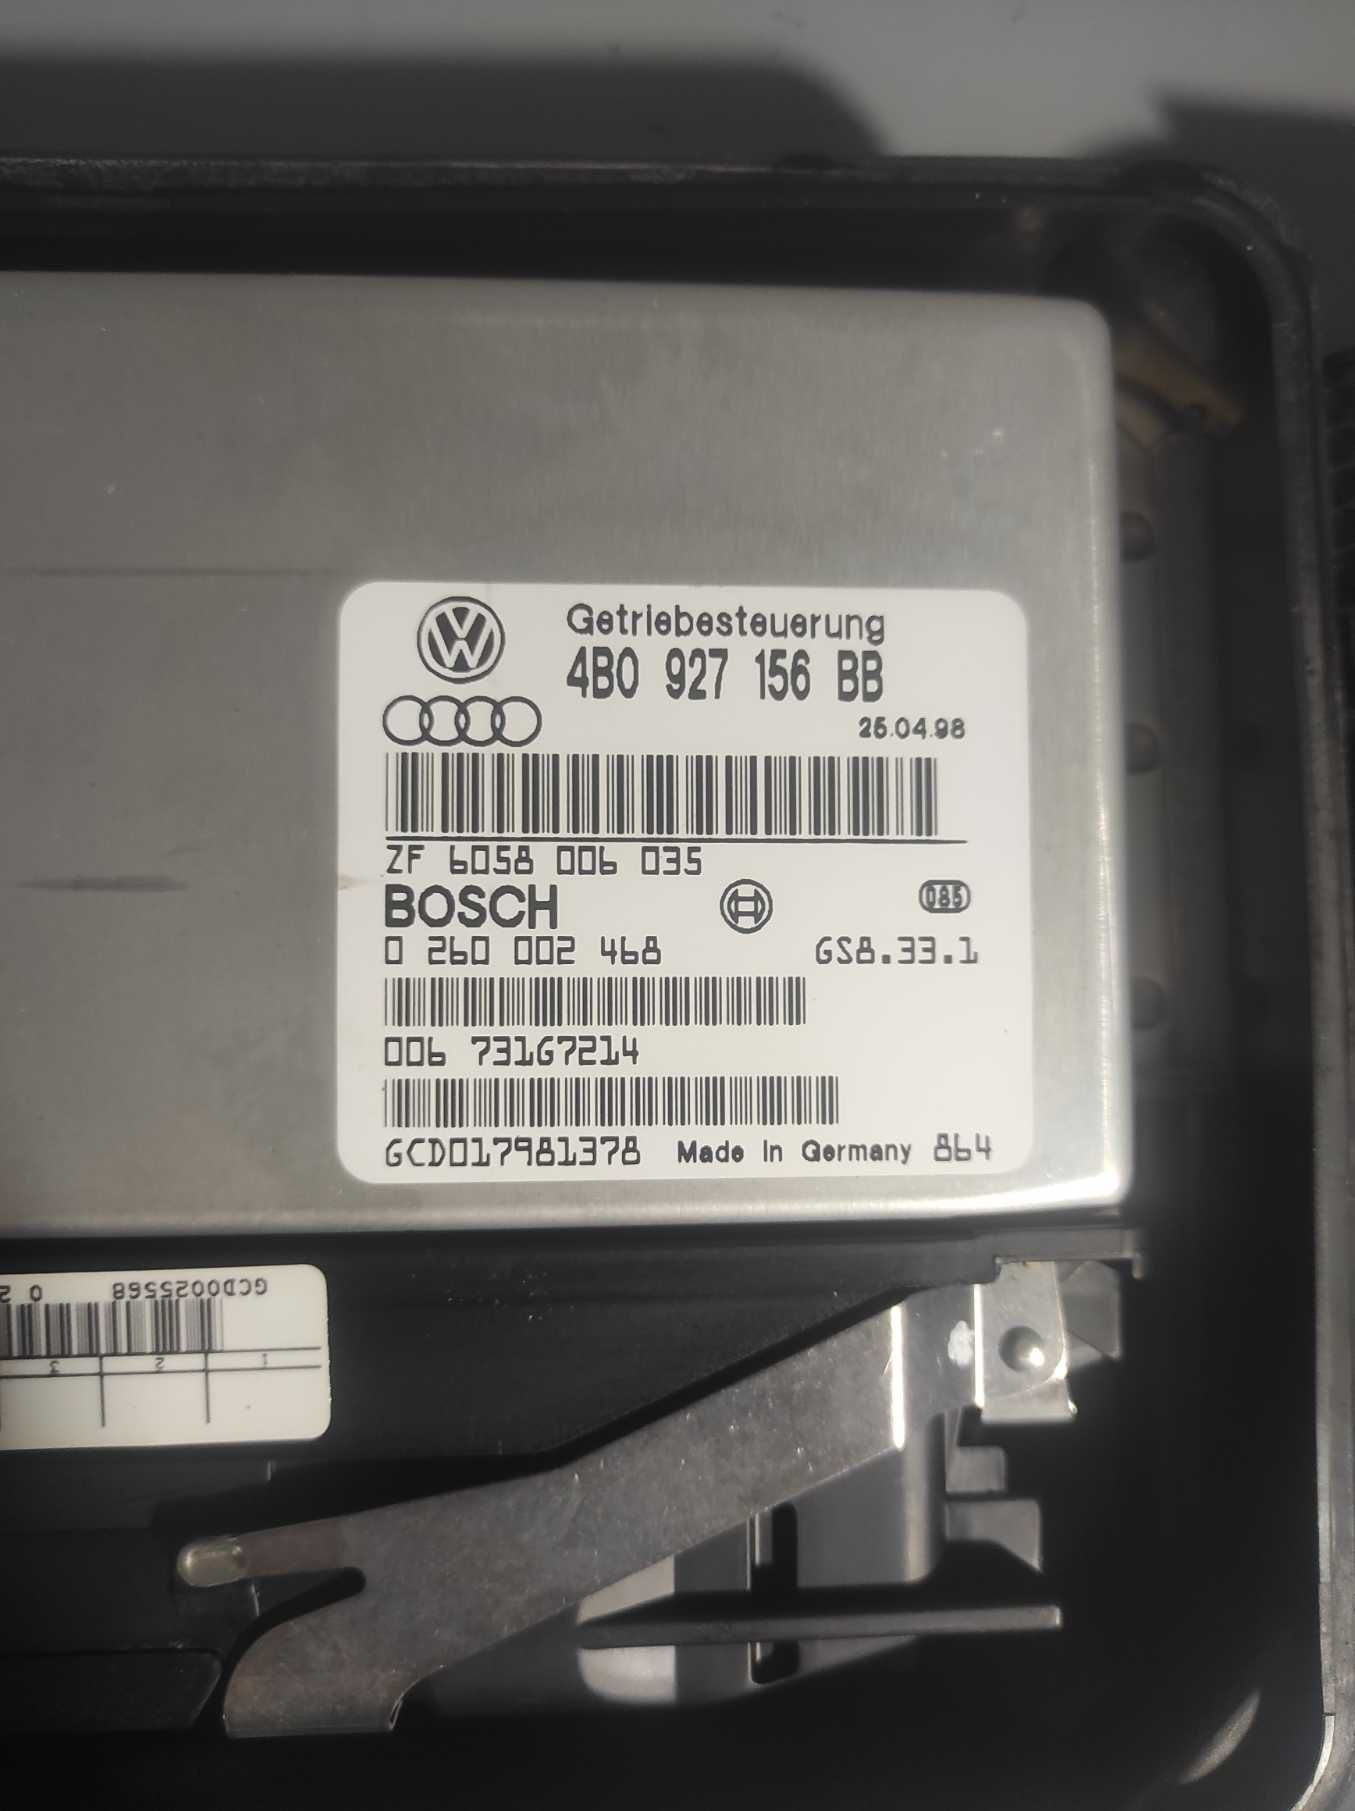 Getriebesteuerung
4B0 927 156 BB
25.04.98
ZF 6058 006 035
BOSCH
085
0 260 002 468 GS8.33.1
006 731G7214
GCD017981378 Made in Germany 864
GCD0025568 0 2
1 2 3